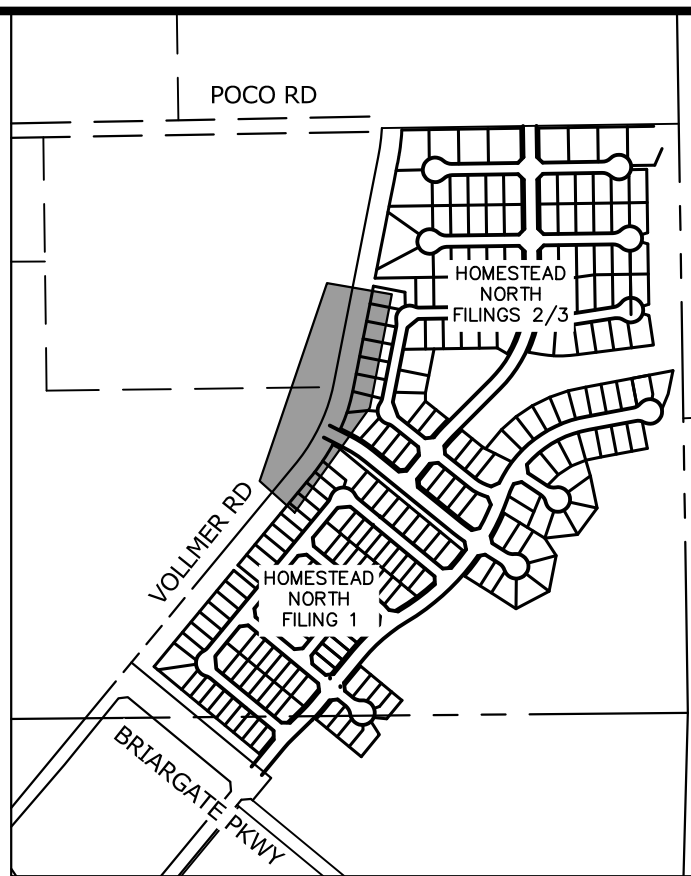 POCO RD
HOMESTEAD
NORTH
FILINGS 2/3
VOLLMER RD
HOMESTEAD
NORTH
FILING 1
BRIARGATE PKWY